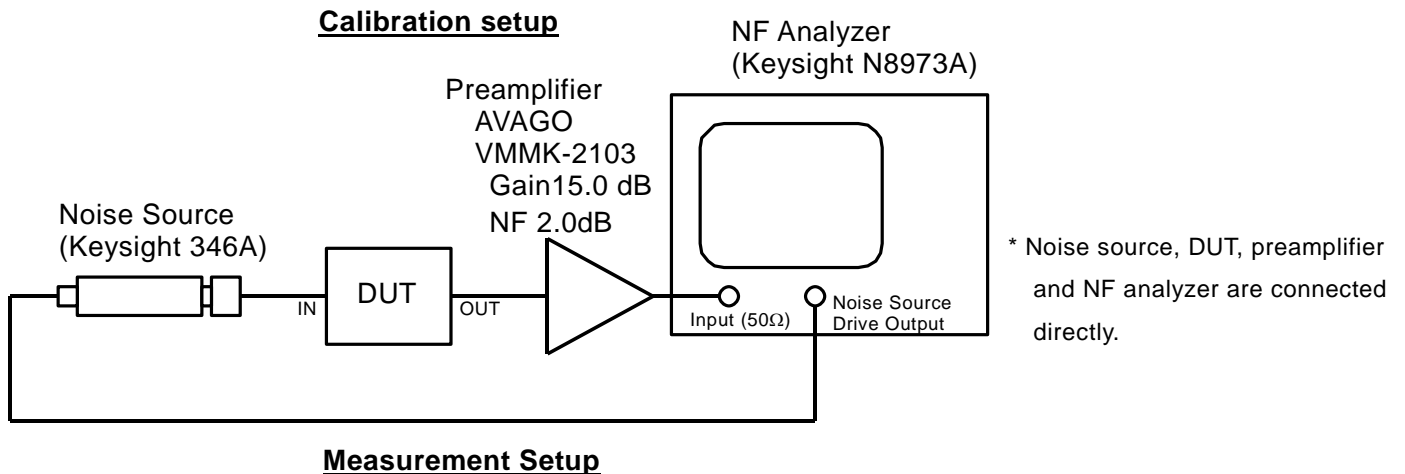 Calibration setup
NF Analyzer
(Keysight N8973A)
Preamplifier
AVAGO
VMMK-2103
Gain15.0 dB
NF 2.0dB
Noise Source
(Keysight 346A)
DUT
IN
OUT
Input (50Ω)
Noise Source
Drive Output
* Noise source, DUT, preamplifier
and NF analyzer are connected
directly.
Measurement Setup